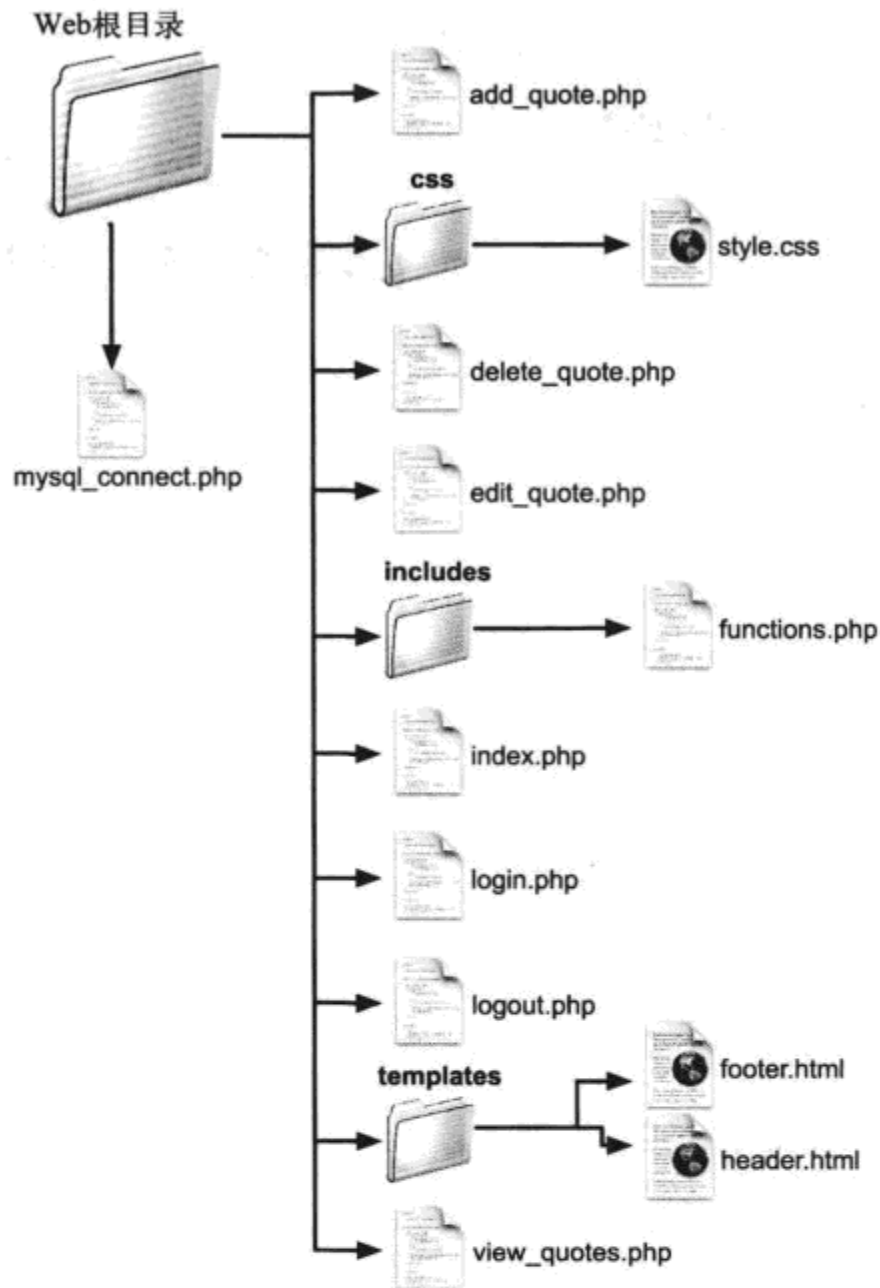 Web根目录
add_quote.php
css
style.css
delete_quote.php
mysql_connect.php
edit_quote.php
includes
functions.php
index.php
login.php
logout.php
templates
footer.html
header.html
view_quotes.php